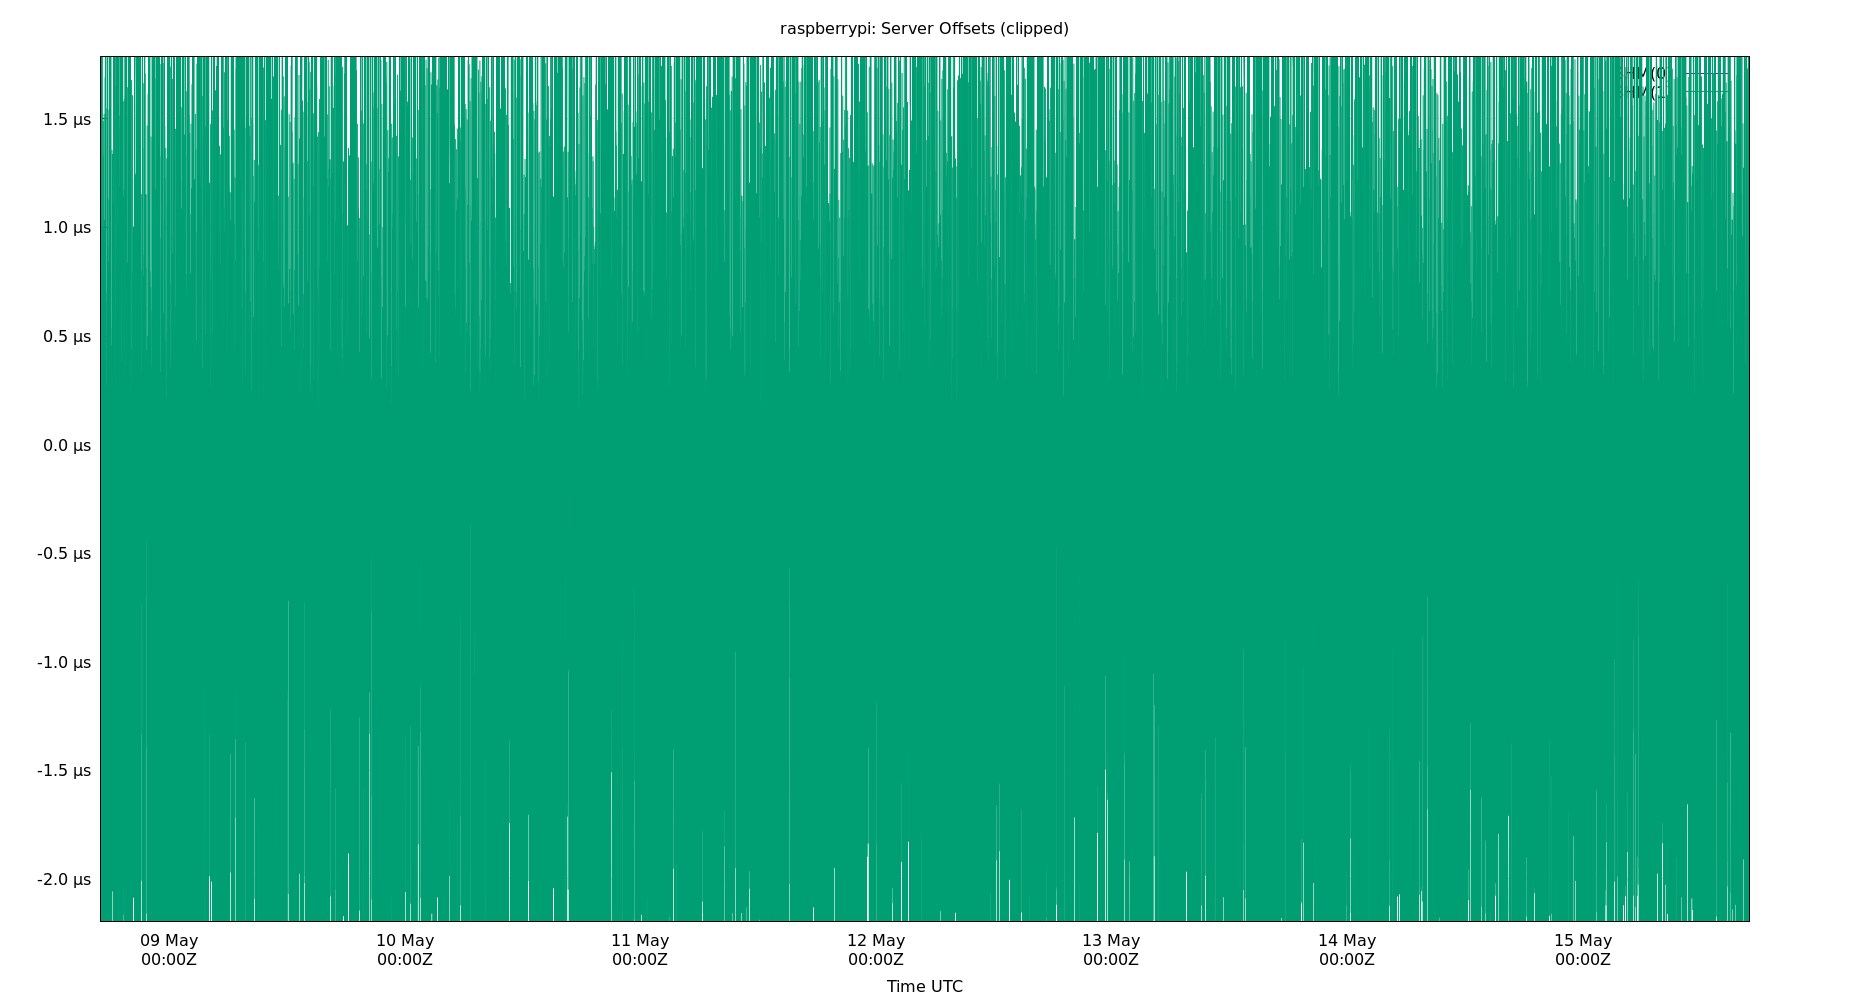 raspberrypi: Server Offsets (clipped)
1.5 µs
1.0 µs
0.5 µs
0.0 µs
-0.5 µs
-1.0 µs
-1.5 µs
-2.0 µs
09 May 10 May 11 May 12 May 13 May 14 May 15 May
00:00Z 00:00Z 00:00Z 00:00Z 00:00Z 00:00Z 00:00Z
Time UTC